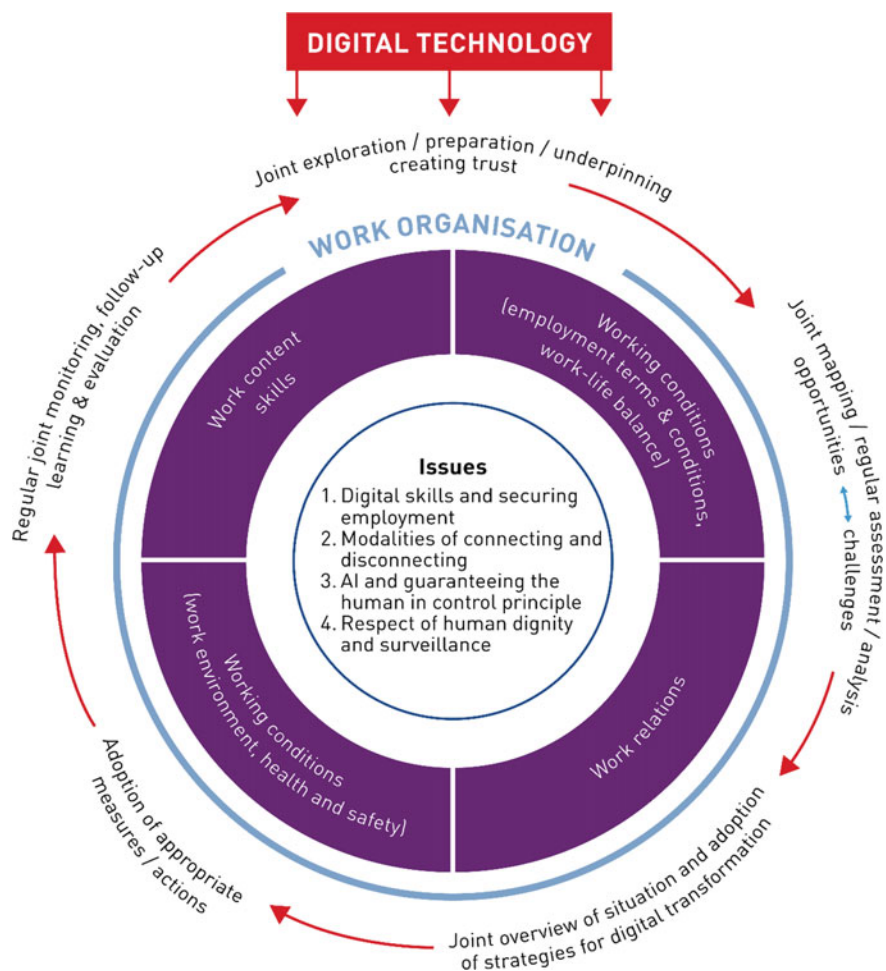 DIGITAL TECHNOLOGY
Joint exploration / preparation / underpinning
creating trust
WORK ORGANISATION
Joint mapping / regular assessment / analysis
opportunities
challenges
Joint overview of situation and adoption
of strategies for digital transformation
Adoption of appropriate
measures / actions
Regular joint monitoring, follow-up
learning & evaluation
Work content
skills
Working conditions
(employment terms & conditions,
work-life balance)
Work relations
Working conditions
(work environment, health and safety)
Issues
1. Digital skills and securing
employment
2. Modalities of connecting and
disconnecting
3. AI and guaranteeing the
human in control principle
4. Respect of human dignity
and surveillance